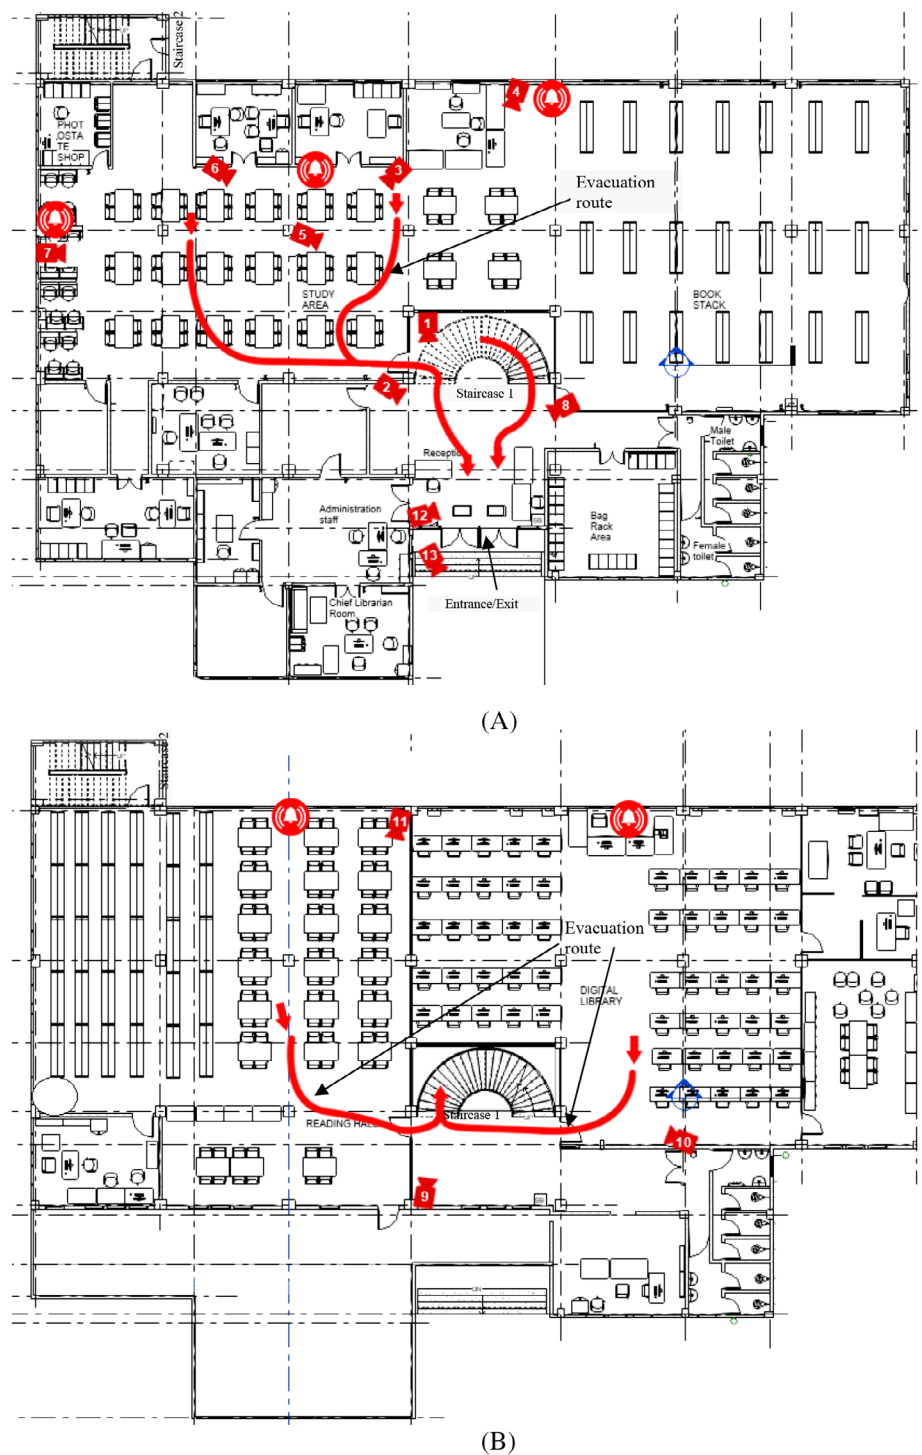 Staircase 2
4
PHOT
OSTA
TE
SHOP
6
3
Evacuation
route
7
5
STUDY
AREA
BOOK
STACK
1
2
Staircase 1
8
Male
Toilet
Reception
Administration
staff
12
SB
Bag
Rack
Area
Female
toilet
13
Entrance/Exit
Chief Librarian
Room
(A)
Staircase 2
11
Evacuation
route
DIGITAL
LIBRARY
Staircase 1
READING HALL
10
9
SB
(B)